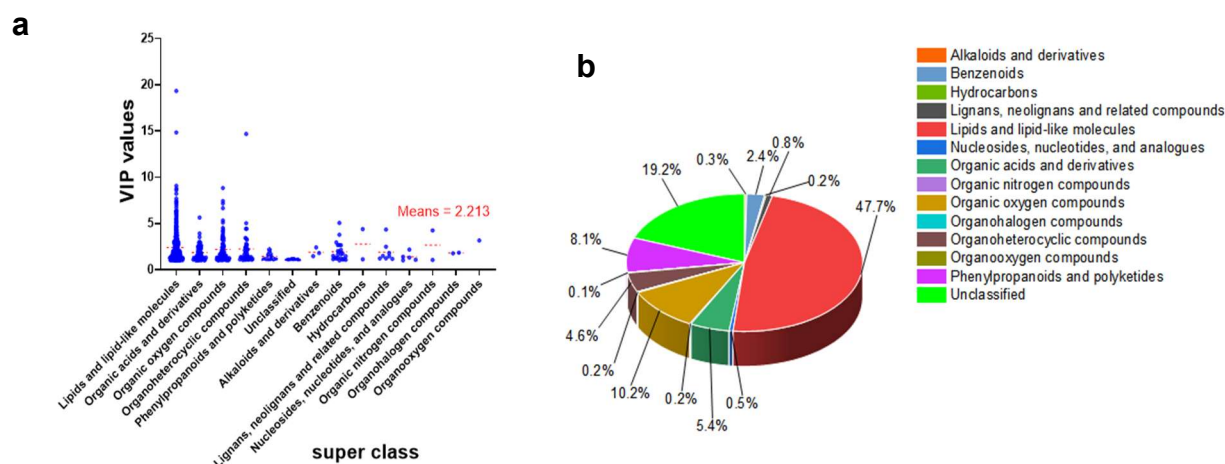 a
VIP values
25
20
15
10
5
0
Means = 2.213
Lipids and lipid-like molecules
Organic acids and derivatives
Organic oxygen compounds
Organoheterocyclic compounds
Phenylpropanoids and polyketides
Unclassified
Alkaloids and derivatives
Benzenoids
Hydrocarbons
Lignans, neolignans and related compounds
Nucleosides, nucleotides, and analogues
Organic nitrogen compounds
Organohalogen compounds
Organooxygen compounds
super class
b
0.3%
2.4%
0.8%
0.2%
47.7%
0.5%
5.4%
0.2%
10.2%
0.2%
4.6%
0.1%
8.1%
19.2%
Alkaloids and derivatives
Benzenoids
Hydrocarbons
Lignans, neolignans and related compounds
Lipids and lipid-like molecules
Nucleosides, nucleotides, and analogues
Organic acids and derivatives
Organic nitrogen compounds
Organic oxygen compounds
Organohalogen compounds
Organoheterocyclic compounds
Organooxygen compounds
Phenylpropanoids and polyketides
Unclassified